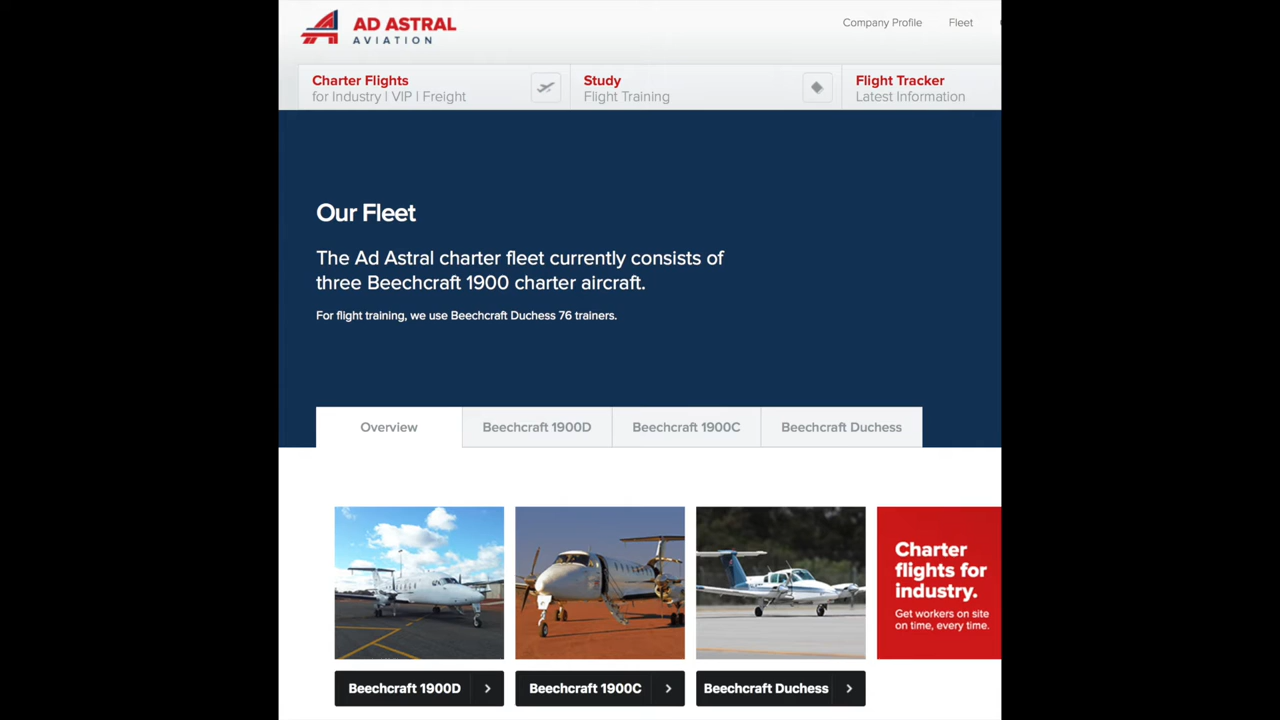 AD ASTRAL
AVIATION
Company Profile
Fleet
Charter Flights
for Industry | VIP | Freight
Study
Flight Training
Flight Tracker
Latest Information
Our Fleet
The Ad Astral charter fleet currently consists of
three Beechcraft 1900 charter aircraft.
For flight training, we use Beechcraft Duchess 76 trainers.
Overview
Beechcraft 1900D
Beechcraft 1900C
Beechcraft Duchess
Charter
flights for
industry.
Get workers on site
on time, every time.
Beechcraft 1900D
Beechcraft 1900C
Beechcraft Duchess